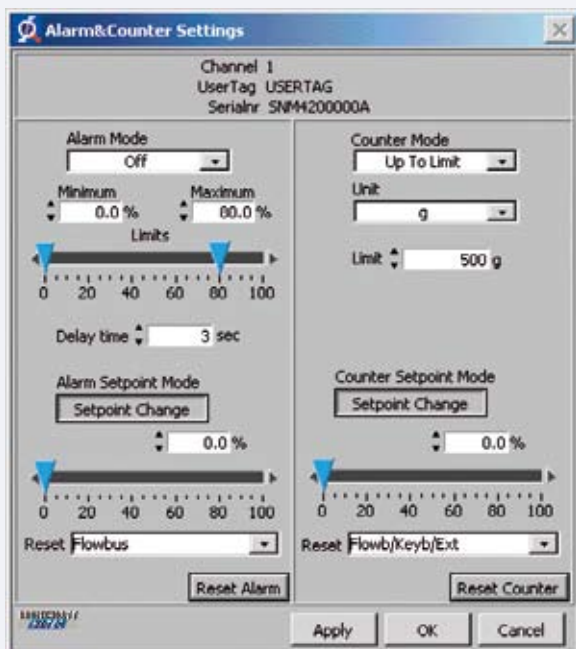 Alarm&Counter Settings
Channel 1
UserTag USERTAG
Serialnr SNM4200000A
Alarm Mode
Off
Minimum
Maximum
0.0 %
80.0 %
Limits
0 20 40 60 80 100
Delay time 3 sec
Alarm Setpoint Mode
Setpoint Change
0.0 %
0 20 40 60 80 100
Reset Flowbus
Reset Alarm
Counter Mode
Up To Limit
Unit
g
Limit 500 g
Counter Setpoint Mode
Setpoint Change
0.0 %
0 20 40 60 80 100
Reset Flowb/Keyb/Ext
Reset Counter
Apply
OK
Cancel